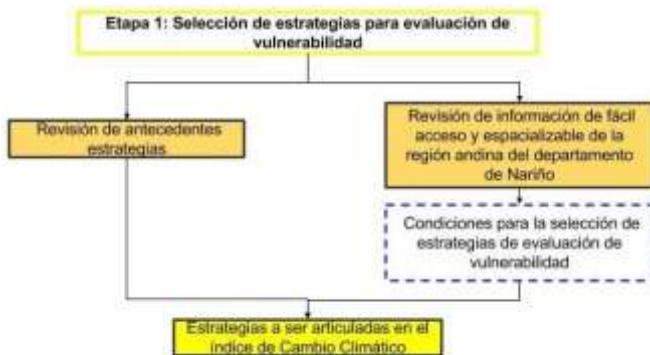 Etapa 1: Selección de estrategias para evaluación de
vulnerabilidad
Revisión de antecedentes
estrategias
Revisión de información de fácil
acceso y espacializable de la
región andina del departamento
de Nariño
Condiciones para la selección de
estrategias de evaluación de
vulnerabilidad
Estrategias a ser articuladas en el
índice de Cambio Climático